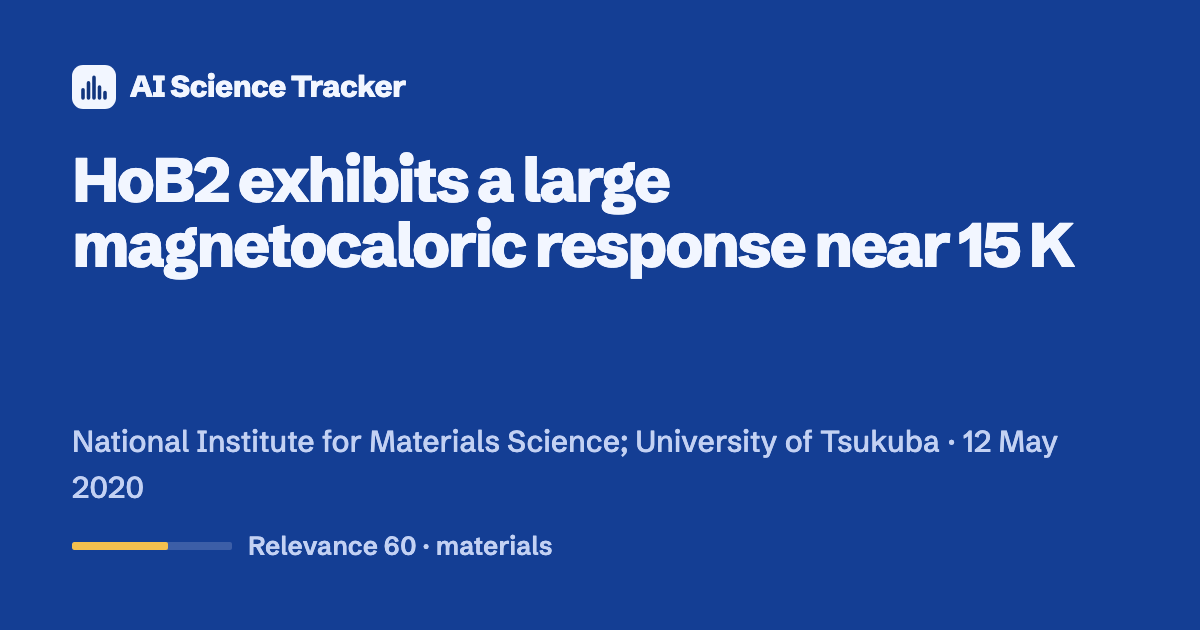 AI Science Tracker
HoB2 exhibits a large
magnetocaloric response near 15 K
National Institute for Materials Science; University of Tsukuba · 12 May
2020
Relevance 60 · materials